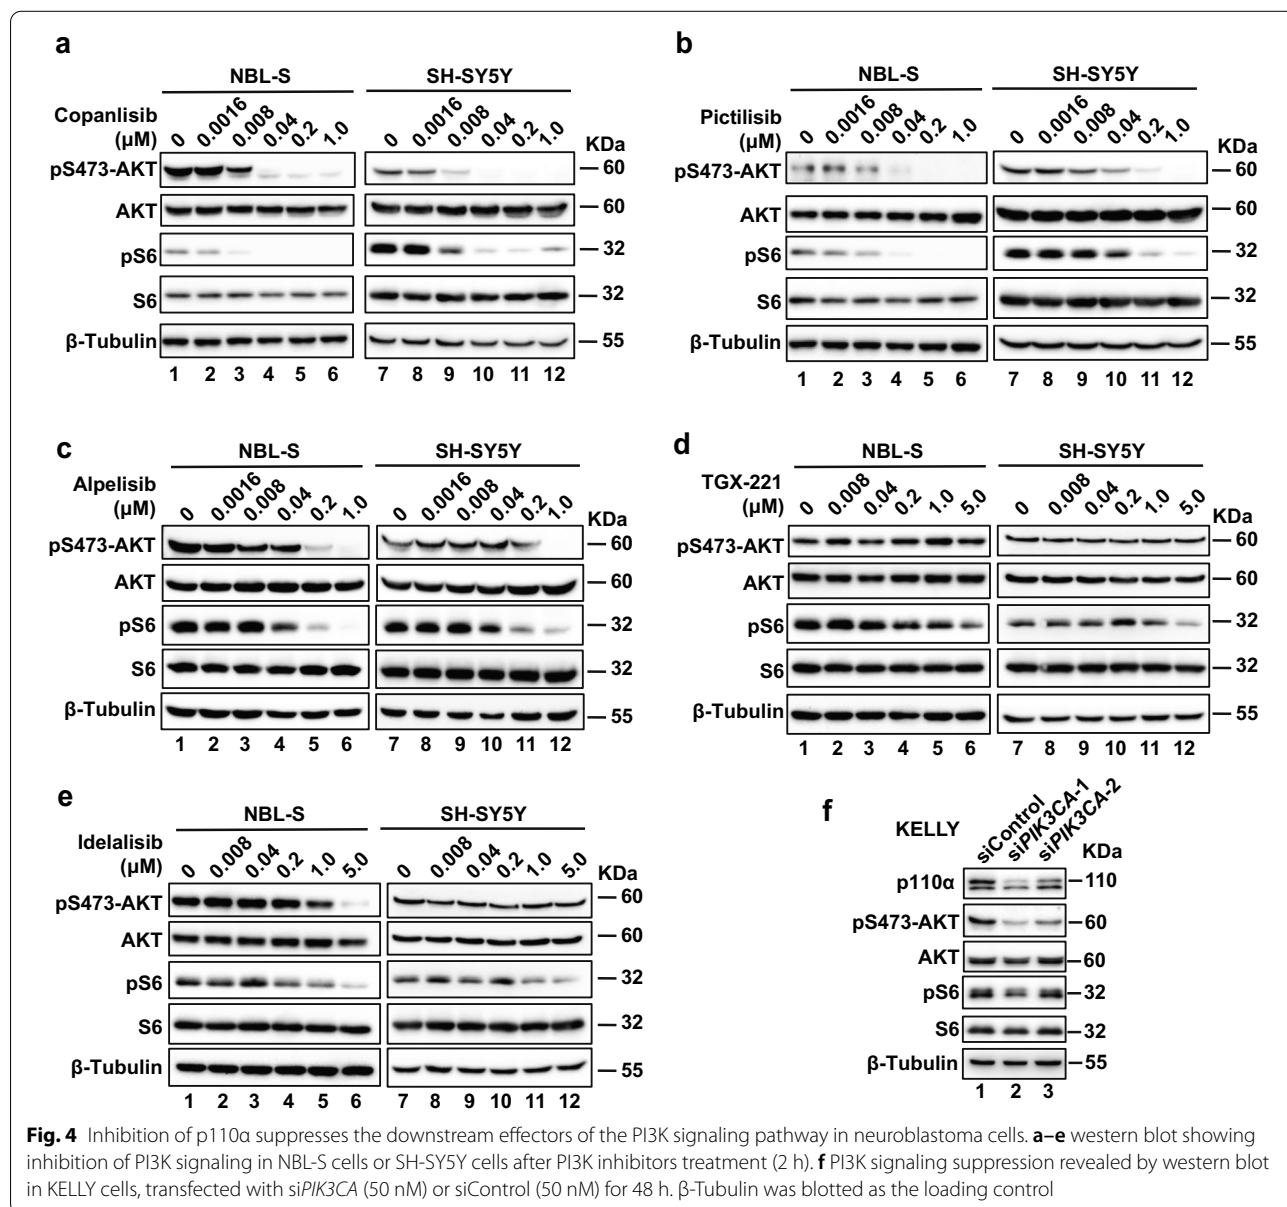 a
NBL-S SH-SY5Y
Copanlisib
(µM)
0 0.0016 0.008 0.04 0.2 1.0 0 0.0016 0.008 0.04 0.2 1.0
KDa
pS473-AKT — 60
AKT — 60
pS6 — 32
S6 — 32
β-Tubulin — 55
1 2 3 4 5 6 7 8 9 10 11 12
b
NBL-S SH-SY5Y
Pictilisib
(µM)
0 0.0016 0.008 0.04 0.2 1.0 0 0.0016 0.008 0.04 0.2 1.0
KDa
pS473-AKT — 60
AKT — 60
pS6 — 32
S6 — 32
β-Tubulin — 55
1 2 3 4 5 6 7 8 9 10 11 12
c
NBL-S SH-SY5Y
Alpelisib
(µM)
0 0.0016 0.008 0.04 0.2 1.0 0 0.0016 0.008 0.04 0.2 1.0
KDa
pS473-AKT — 60
AKT — 60
pS6 — 32
S6 — 32
β-Tubulin — 55
1 2 3 4 5 6 7 8 9 10 11 12
d
NBL-S SH-SY5Y
TGX-221
(µM)
0 0.008 0.04 0.2 1.0 5.0 0 0.008 0.04 0.2 1.0 5.0
KDa
pS473-AKT — 60
AKT — 60
pS6 — 32
S6 — 32
β-Tubulin — 55
1 2 3 4 5 6 7 8 9 10 11 12
e
NBL-S SH-SY5Y
Idelalisib
(µM)
0 0.008 0.04 0.2 1.0 5.0 0 0.008 0.04 0.2 1.0 5.0
KDa
pS473-AKT — 60
AKT — 60
pS6 — 32
S6 — 32
β-Tubulin — 55
1 2 3 4 5 6 7 8 9 10 11 12
f
KELLY
siControl siPIK3CA-1 siPIK3CA-2
KDa
p110α — 110
pS473-AKT — 60
AKT — 60
pS6 — 32
S6 — 32
β-Tubulin — 55
1 2 3
Fig. 4 Inhibition of p110α suppresses the downstream effectors of the PI3K signaling pathway in neuroblastoma cells. a–e western blot showing
inhibition of PI3K signaling in NBL-S cells or SH-SY5Y cells after PI3K inhibitors treatment (2 h). f PI3K signaling suppression revealed by western blot
in KELLY cells, transfected with siPIK3CA (50 nM) or siControl (50 nM) for 48 h. β-Tubulin was blotted as the loading control